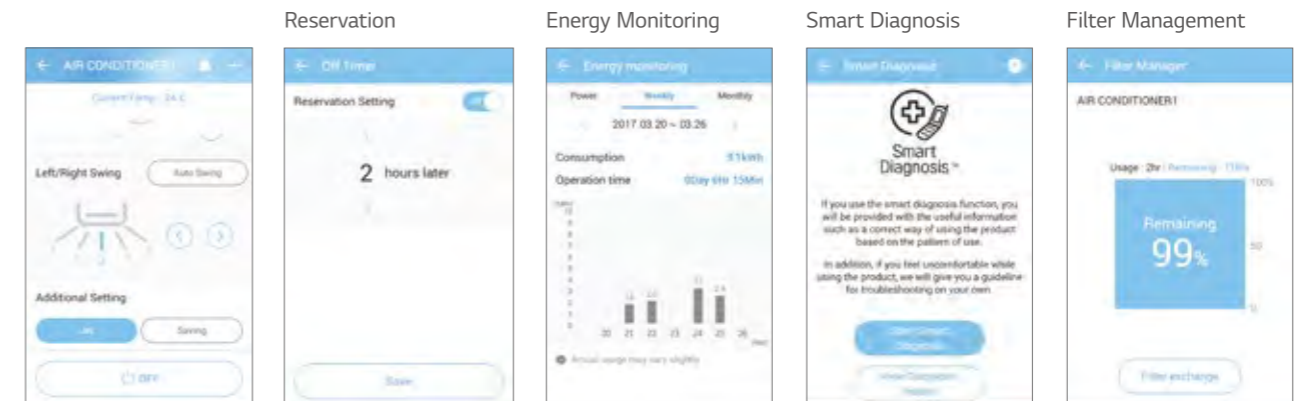 Reservation
Energy Monitoring
Smart Diagnosis
Filter Management
AIR CONDITIONER1
Current Temp 24
Left/Right Swing
Auto Swing
Additional Setting
Saving
OFF
Off Timer
Reservation Setting
2 hours later
Save
Energy monitoring
Power
Weekly
Monthly
2017.03.20 ~ 03.26
Consumption
Operation time
20 21 22 23 24 25 26
Actual usage may vary slightly
Smart Diagnosis
Smart
Diagnosis™
If you use the smart diagnosis function, you
will be provided with the useful information
such as a correct way of using the product
based on the pattern of use.
In addition, if you feel uncomfortable while
using the product, we will give you a guideline
for troubleshooting on your own.
Filter Manager
AIR CONDITIONER1
Usage 2hr
Remaining
100%
Remaining
99%
50
0
Filter exchange